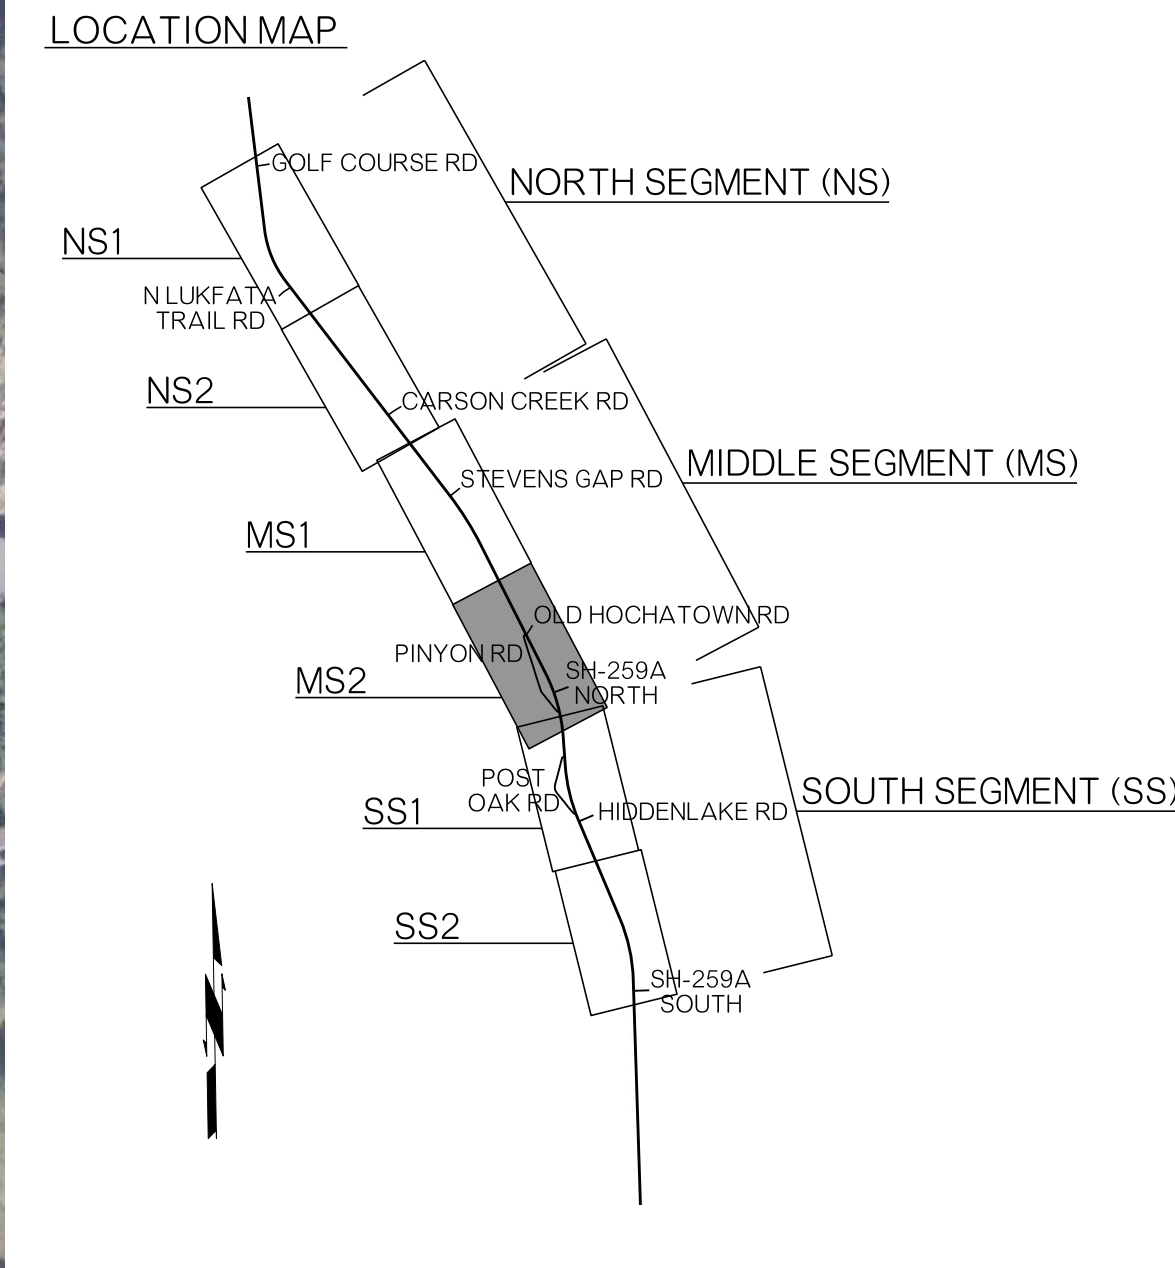 LOCATION MAP
GOLF COURSE RD
NORTH SEGMENT (NS)
NS1
N LUKFATA
TRAIL RD
NS2
CARSON CREEK RD
MIDDLE SEGMENT (MS)
STEVENS GAP RD
MS1
OLD HOCHATOWN RD
PINYON RD
SH-259A
NORTH
MS2
POST
OAK RD
SOUTH SEGMENT (SS)
SS1
HIDDENLAKE RD
SS2
SH-259A
SOUTH
N